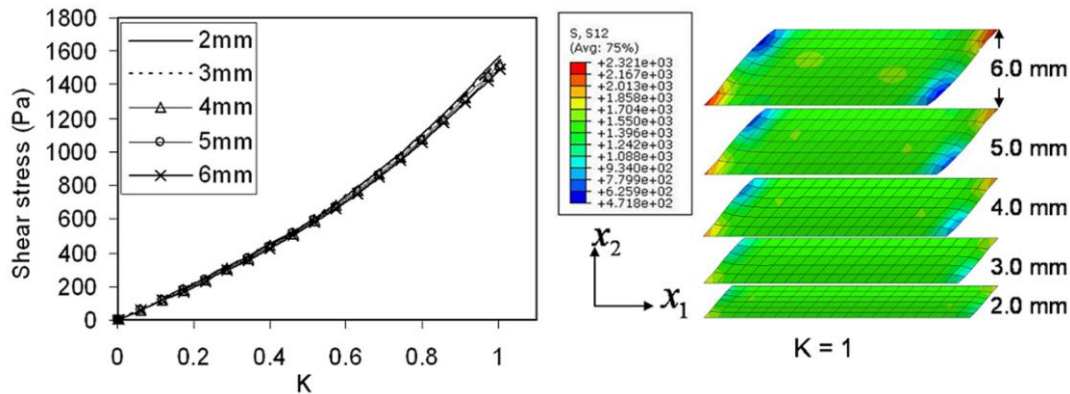 1800
1600
1400
1200
1000
800
600
400
200
0
Shear stress (Pa)
0 0.2 0.4 0.6 0.8 1
K
2mm
3mm
4mm
5mm
6mm
S, S12
(Avg: 75%)
+2.321e+03
+2.167e+03
+2.013e+03
+1.858e+03
+1.704e+03
+1.550e+03
+1.396e+03
+1.242e+03
+1.088e+03
+9.340e+02
+7.799e+02
+6.259e+02
+4.718e+02
x2
x1
6.0 mm
5.0 mm
4.0 mm
3.0 mm
2.0 mm
K = 1